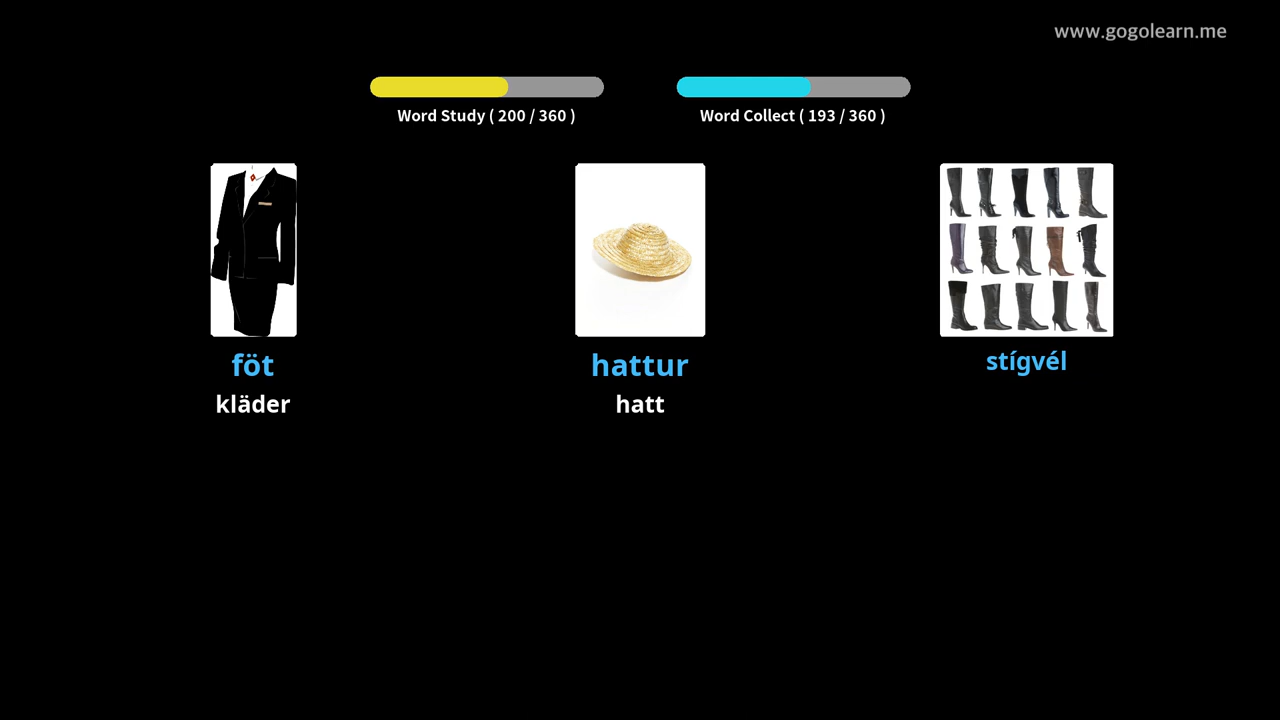 www.gogolearn.me
Word Study ( 200 / 360 )
Word Collect ( 193 / 360 )
föt
hattur
stígvél
kläder
hatt